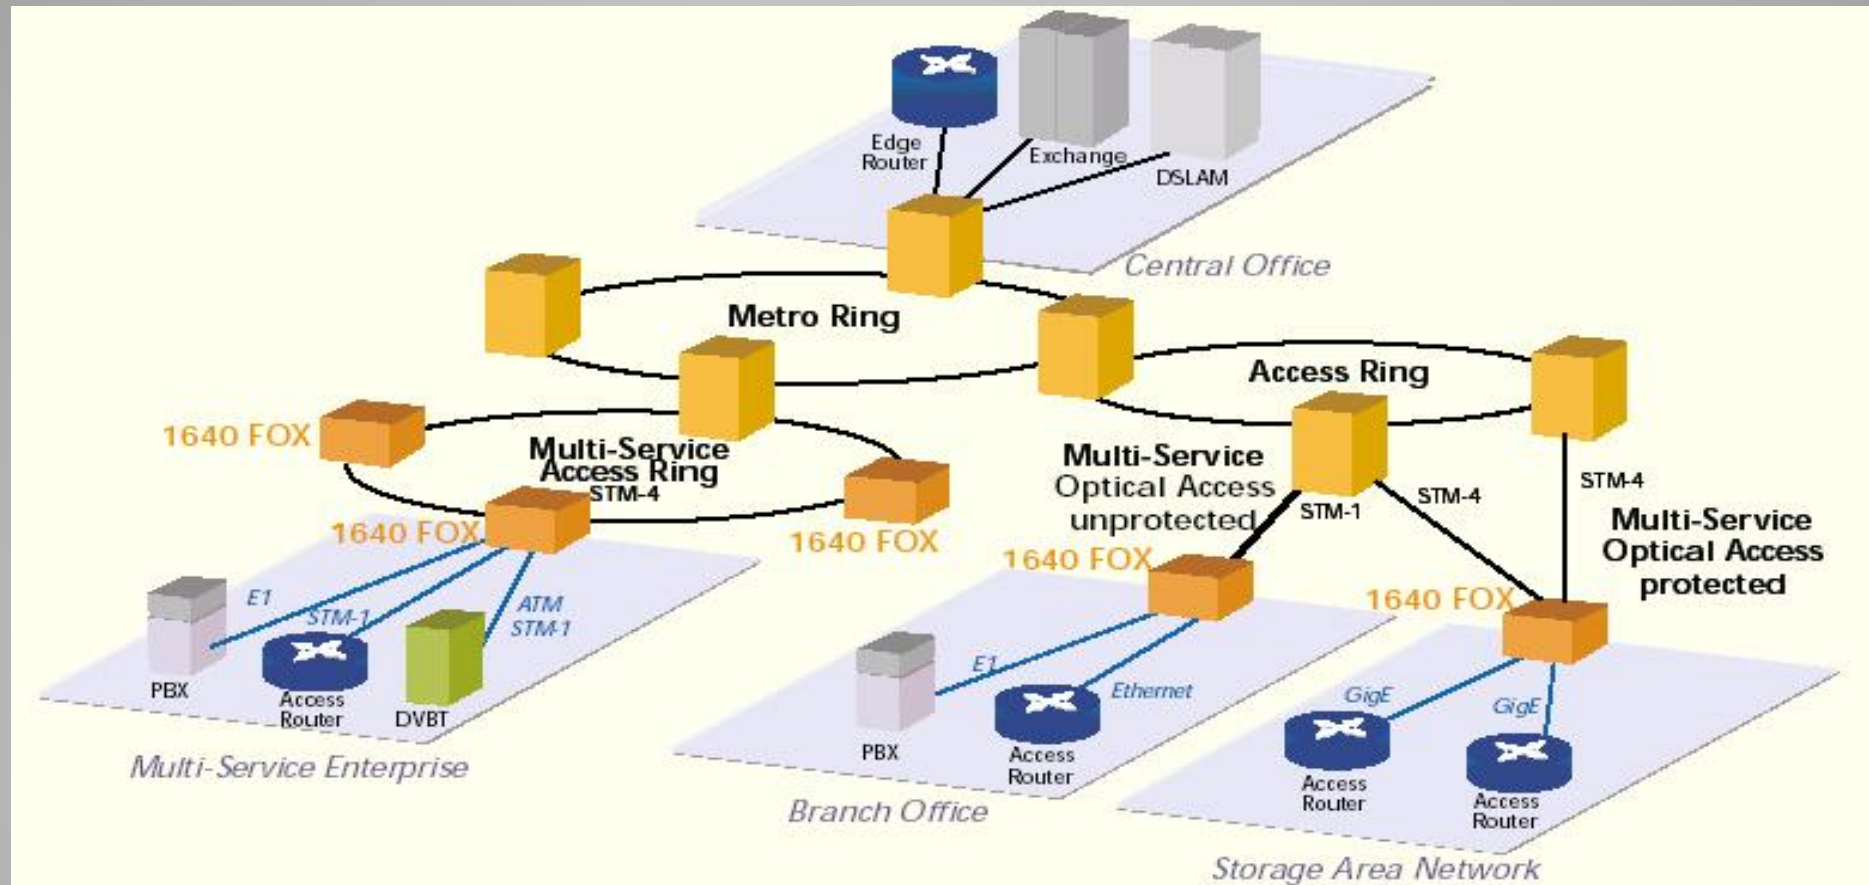 Edge
Router
Exchange
DSLAM
Central Office
Metro Ring
Access Ring
1640 FOX
Multi-Service
Access Ring
STM-4
1640 FOX
1640 FOX
Multi-Service
Optical Access
unprotected
STM-1
STM-4
STM-4
Multi-Service
Optical Access
protected
1640 FOX
1640 FOX
E1
STM-1
ATM
STM-1
PBX
Access
Router
DVBT
Multi-Service Enterprise
E1
Ethernet
PBX
Access
Router
Branch Office
GigE
GigE
Access
Router
Access
Router
Storage Area Network